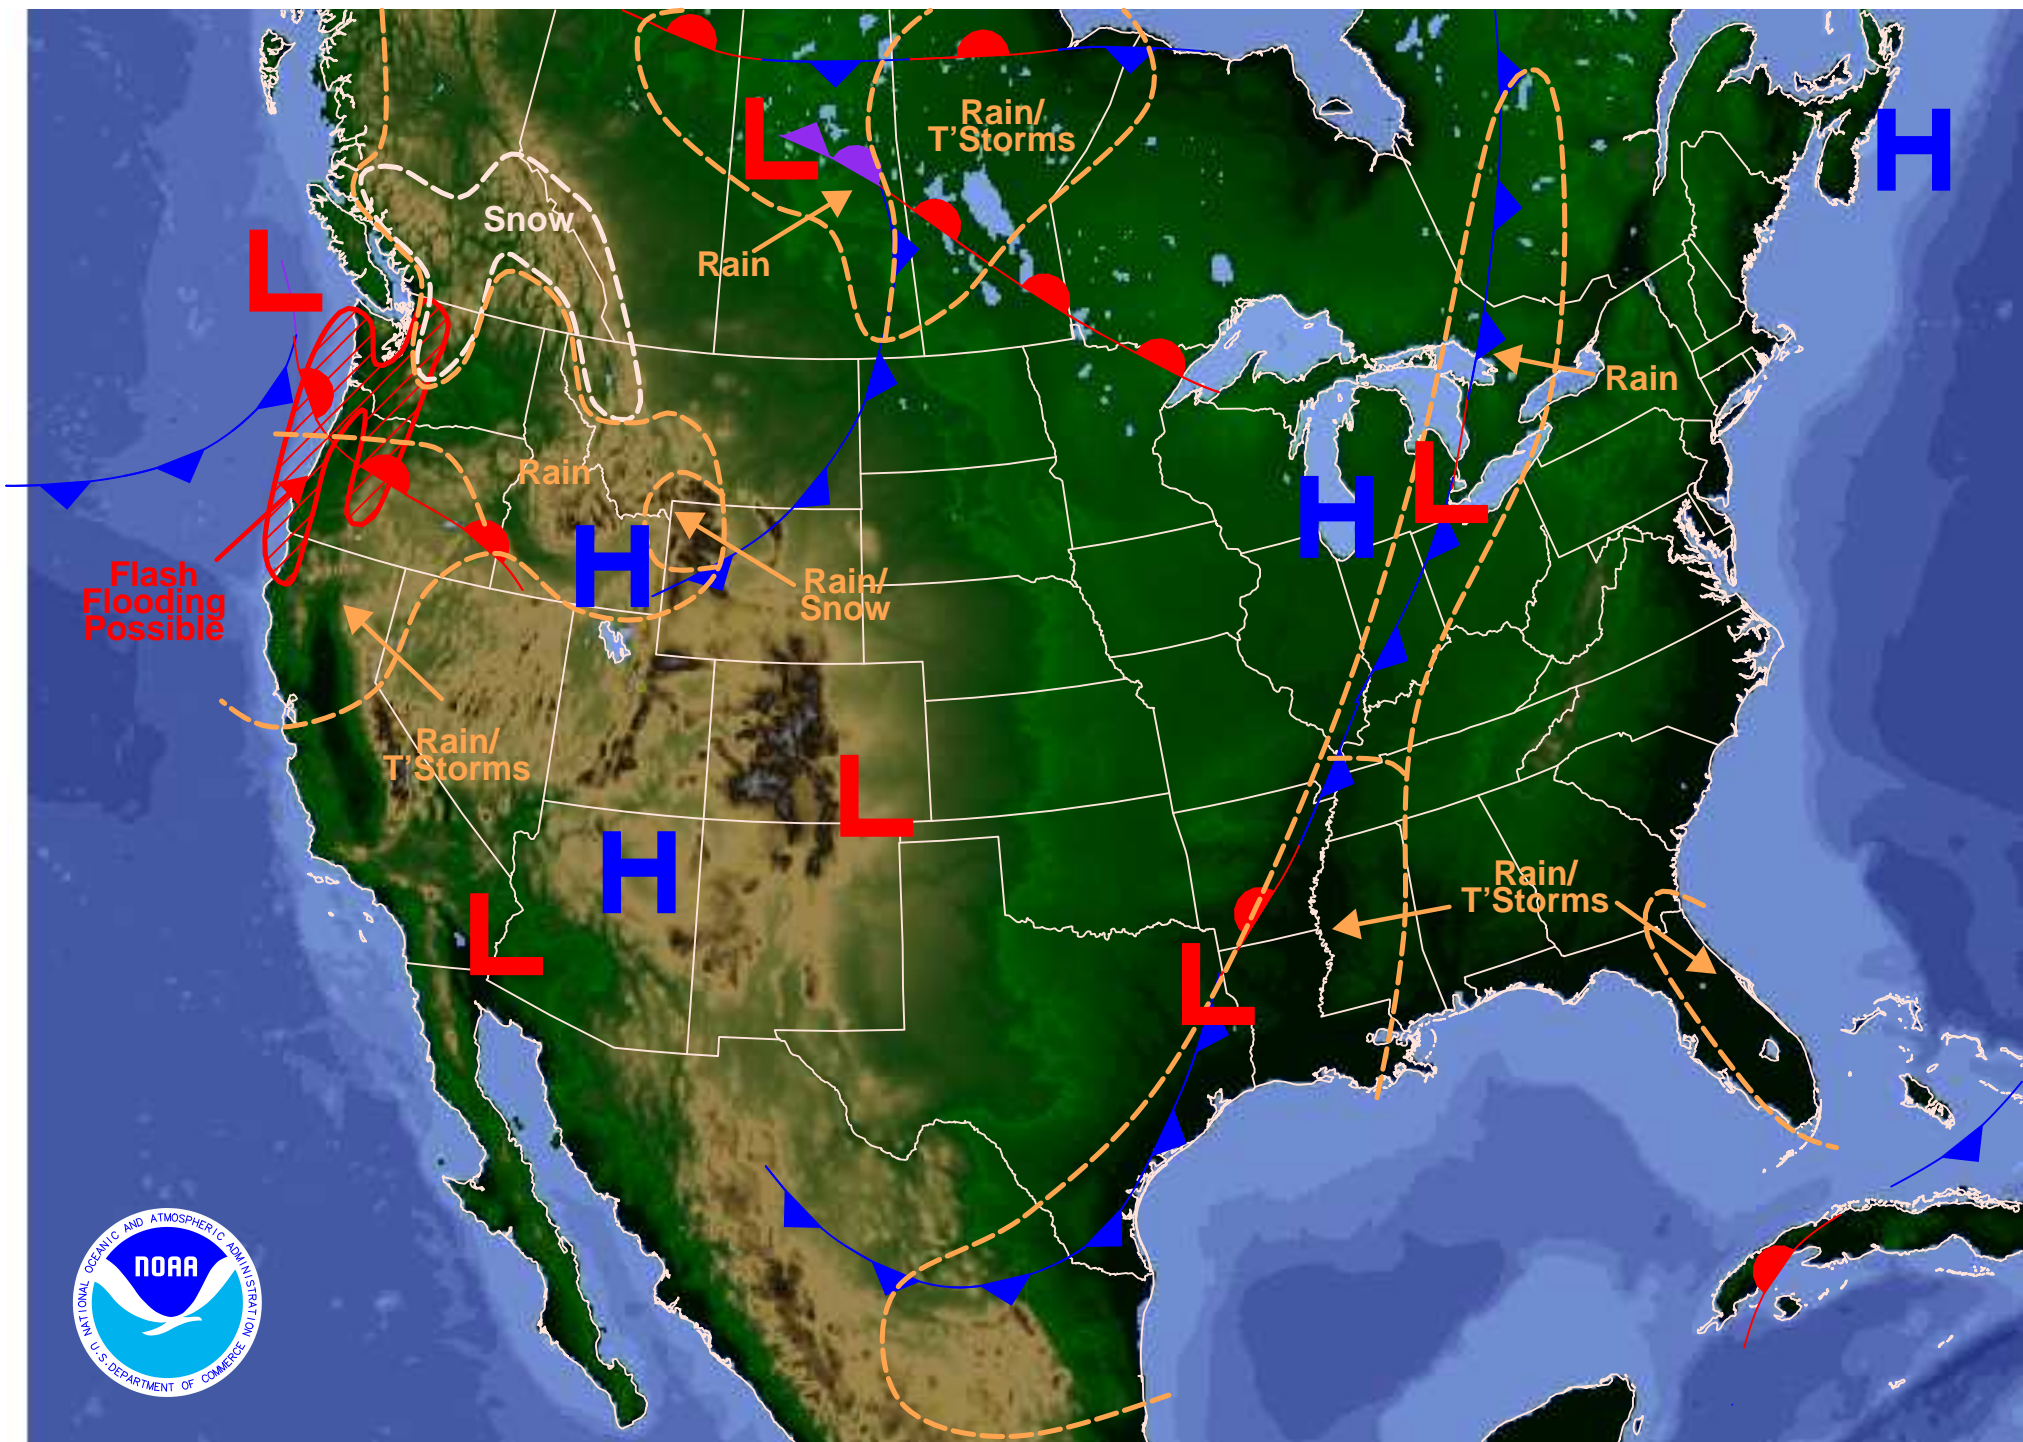 Rain/
T'Storms
L
H
Snow
Rain
L
Rain
Rain
H
L
Flash
Flooding
Possible
H
Rain/
Snow
Rain/
T'Storms
L
H
L
Rain/
T'Storms
L
NOAA
NATIONAL OCEANIC AND ATMOSPHERIC ADMINISTRATION
U.S. DEPARTMENT OF COMMERCE